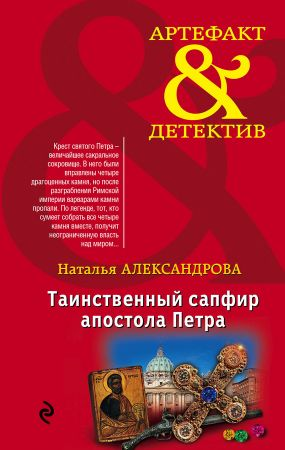 АРТЕФАКТ
&
ДЕТЕКТИВ
Крест святого Петра –
величайшее сакральное
сокровище. В него были
вправлены четыре
драгоценных камня, но после
разграбления Римской
империи варварами камни
пропали. По легенде, тот, кто
сумеет собрать все четыре
камня вместе, получит
неограниченную власть
над миром...
Наталья АЛЕКСАНДРОВА
Таинственный сапфир
апостола Петра